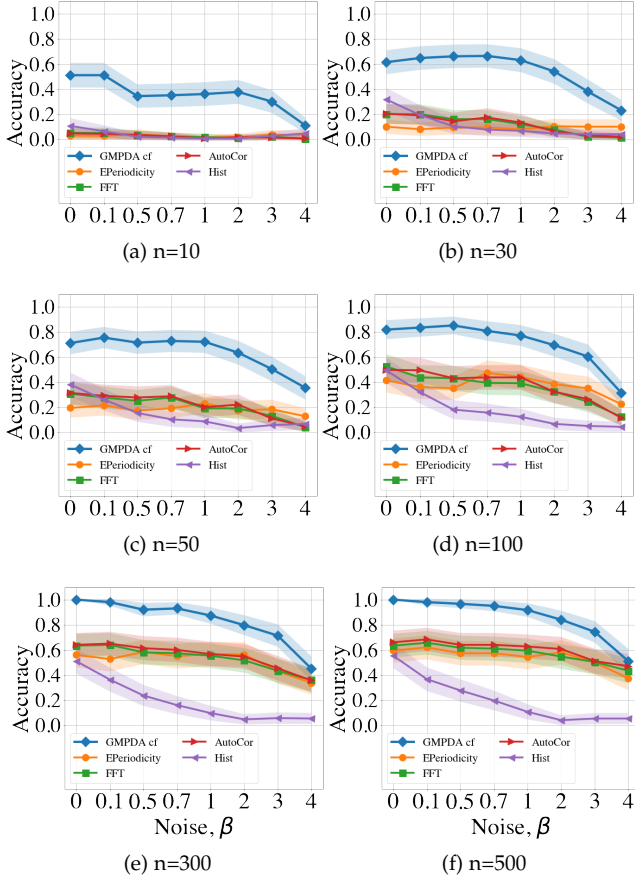 1.0
0.8
0.6
0.4
0.2
0.0
Accuracy
GMPDA cf
EPeriodicity
FFT
AutoCor
Hist
0 0.1 0.5 0.7 1 2 3 4
(a) n=10
1.0
0.8
0.6
0.4
0.2
0.0
Accuracy
GMPDA cf
EPeriodicity
FFT
AutoCor
Hist
0 0.1 0.5 0.7 1 2 3 4
(b) n=30
1.0
0.8
0.6
0.4
0.2
0.0
Accuracy
GMPDA cf
EPeriodicity
FFT
AutoCor
Hist
0 0.1 0.5 0.7 1 2 3 4
(c) n=50
1.0
0.8
0.6
0.4
0.2
0.0
Accuracy
GMPDA cf
EPeriodicity
FFT
AutoCor
Hist
0 0.1 0.5 0.7 1 2 3 4
(d) n=100
1.0
0.8
0.6
0.4
0.2
0.0
Accuracy
GMPDA cf
EPeriodicity
FFT
AutoCor
Hist
0 0.1 0.5 0.7 1 2 3 4
Noise, β
(e) n=300
1.0
0.8
0.6
0.4
0.2
0.0
Accuracy
GMPDA cf
EPeriodicity
FFT
AutoCor
Hist
0 0.1 0.5 0.7 1 2 3 4
Noise, β
(f) n=500